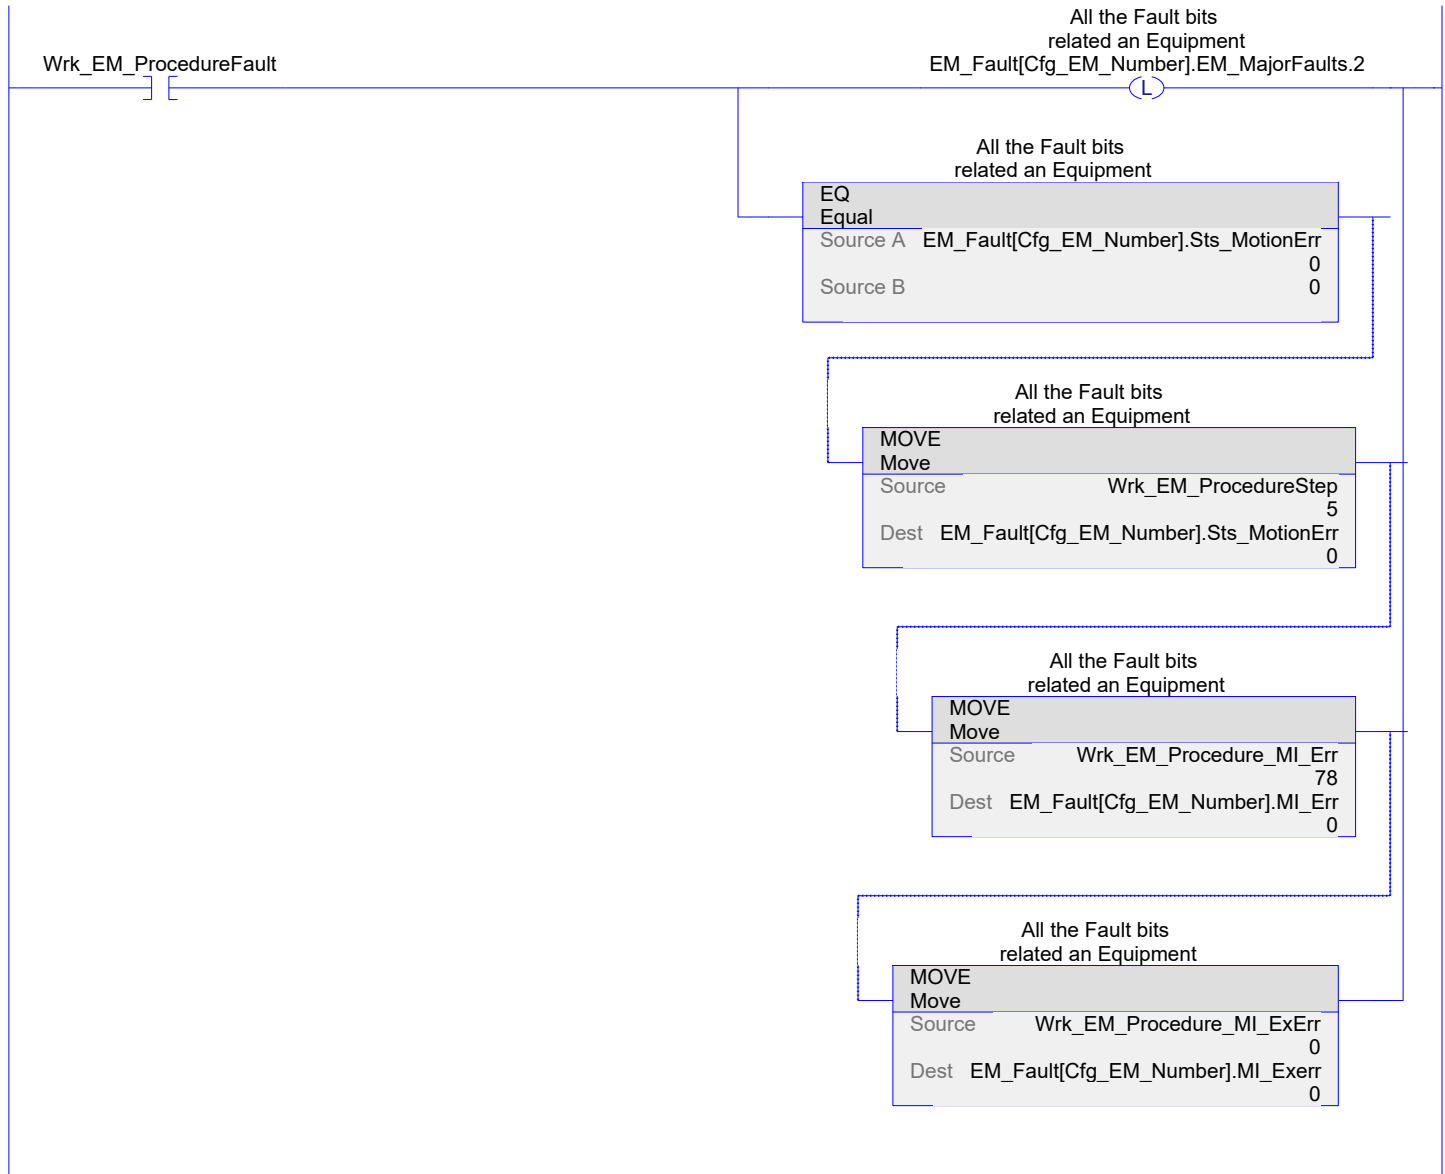 All the Fault bits
related an Equipment
Wrk_EM_ProcedureFault EM_Fault[Cfg_EM_Number].EM_MajorFaults.2
L
All the Fault bits
related an Equipment
EQ
Equal
Source A EM_Fault[Cfg_EM_Number].Sts_MotionErr
0
Source B 0
All the Fault bits
related an Equipment
MOVE
Move
Source Wrk_EM_ProcedureStep
5
Dest EM_Fault[Cfg_EM_Number].Sts_MotionErr
0
All the Fault bits
related an Equipment
MOVE
Move
Source Wrk_EM_Procedure_MI_Err
78
Dest EM_Fault[Cfg_EM_Number].MI_Err
0
All the Fault bits
related an Equipment
MOVE
Move
Source Wrk_EM_Procedure_MI_ExErr
0
Dest EM_Fault[Cfg_EM_Number].MI_Exerr
0